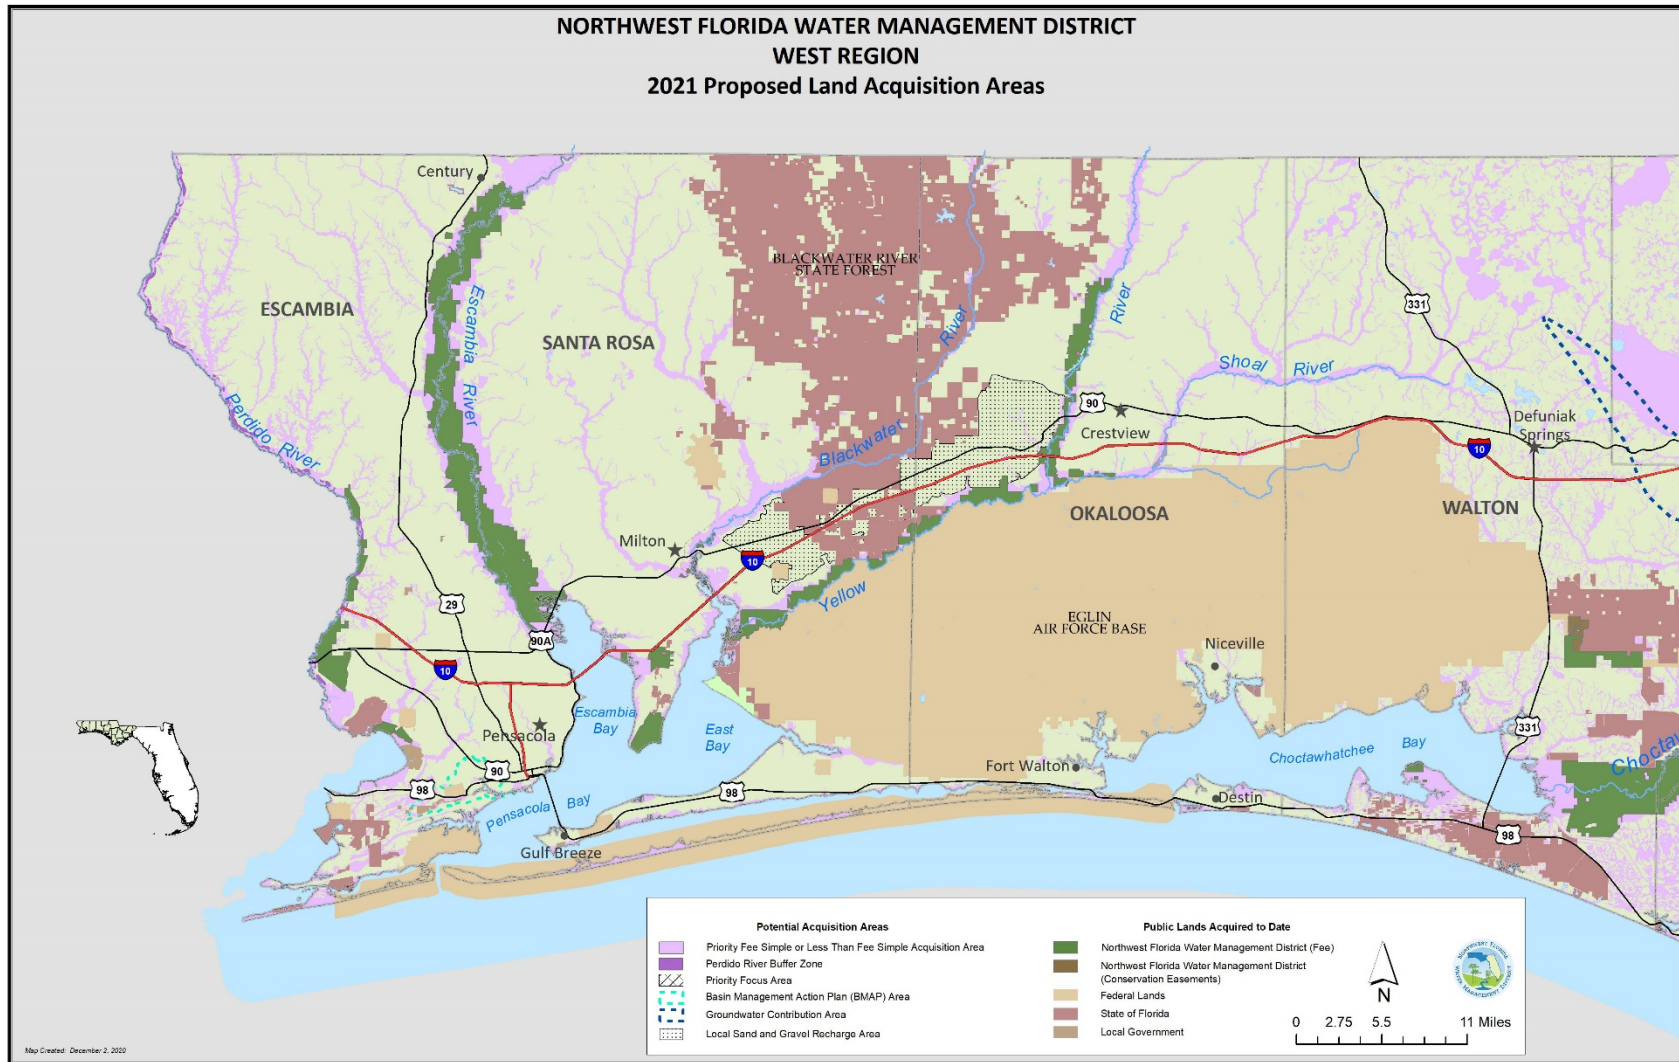 NORTHWEST FLORIDA WATER MANAGEMENT DISTRICT
WEST REGION
2021 Proposed Land Acquisition Areas
Century
ESCAMBIA
Escambia River
SANTA ROSA
BLACKWATER RIVER
STATE FOREST
River
River
331
Shoal River
Perdido River
90
Crestview
Defuniak
Springs
Blackwater
10
OKALOOSA
WALTON
Milton
10
Yellow
29
90A
EGLIN
AIR FORCE BASE
Niceville
10
Escambia
Bay
East
Bay
Pensacola
331
Choctawhatchee Bay
Choctaw
Fort Walton
90
98
98
Destin
Pensacola Bay
98
Gulf Breeze
Potential Acquisition Areas
Priority Fee Simple or Less Than Fee Simple Acquisition Area
Perdido River Buffer Zone
Priority Focus Area
Basin Management Action Plan (BMAP) Area
Groundwater Contribution Area
Local Sand and Gravel Recharge Area
Public Lands Acquired to Date
Northwest Florida Water Management District (Fee)
Northwest Florida Water Management District
(Conservation Easements)
Federal Lands
State of Florida
Local Government
N
0 2.75 5.5 11 Miles
Northwest Florida
Water Management District
Map Created: December 2, 2020